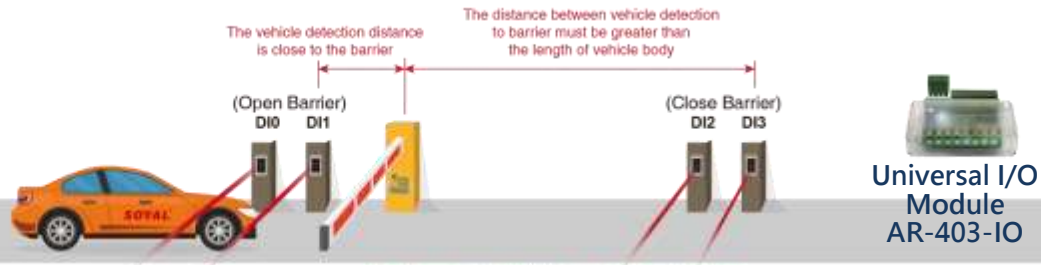 The vehicle detection distance
is close to the barrier
The distance between vehicle detection
to barrier must be greater than
the length of vehicle body
(Open Barrier)
DI0 DI1
(Close Barrier)
DI2 DI3
SOYAL
Universal I/O
Module
AR-403-IO